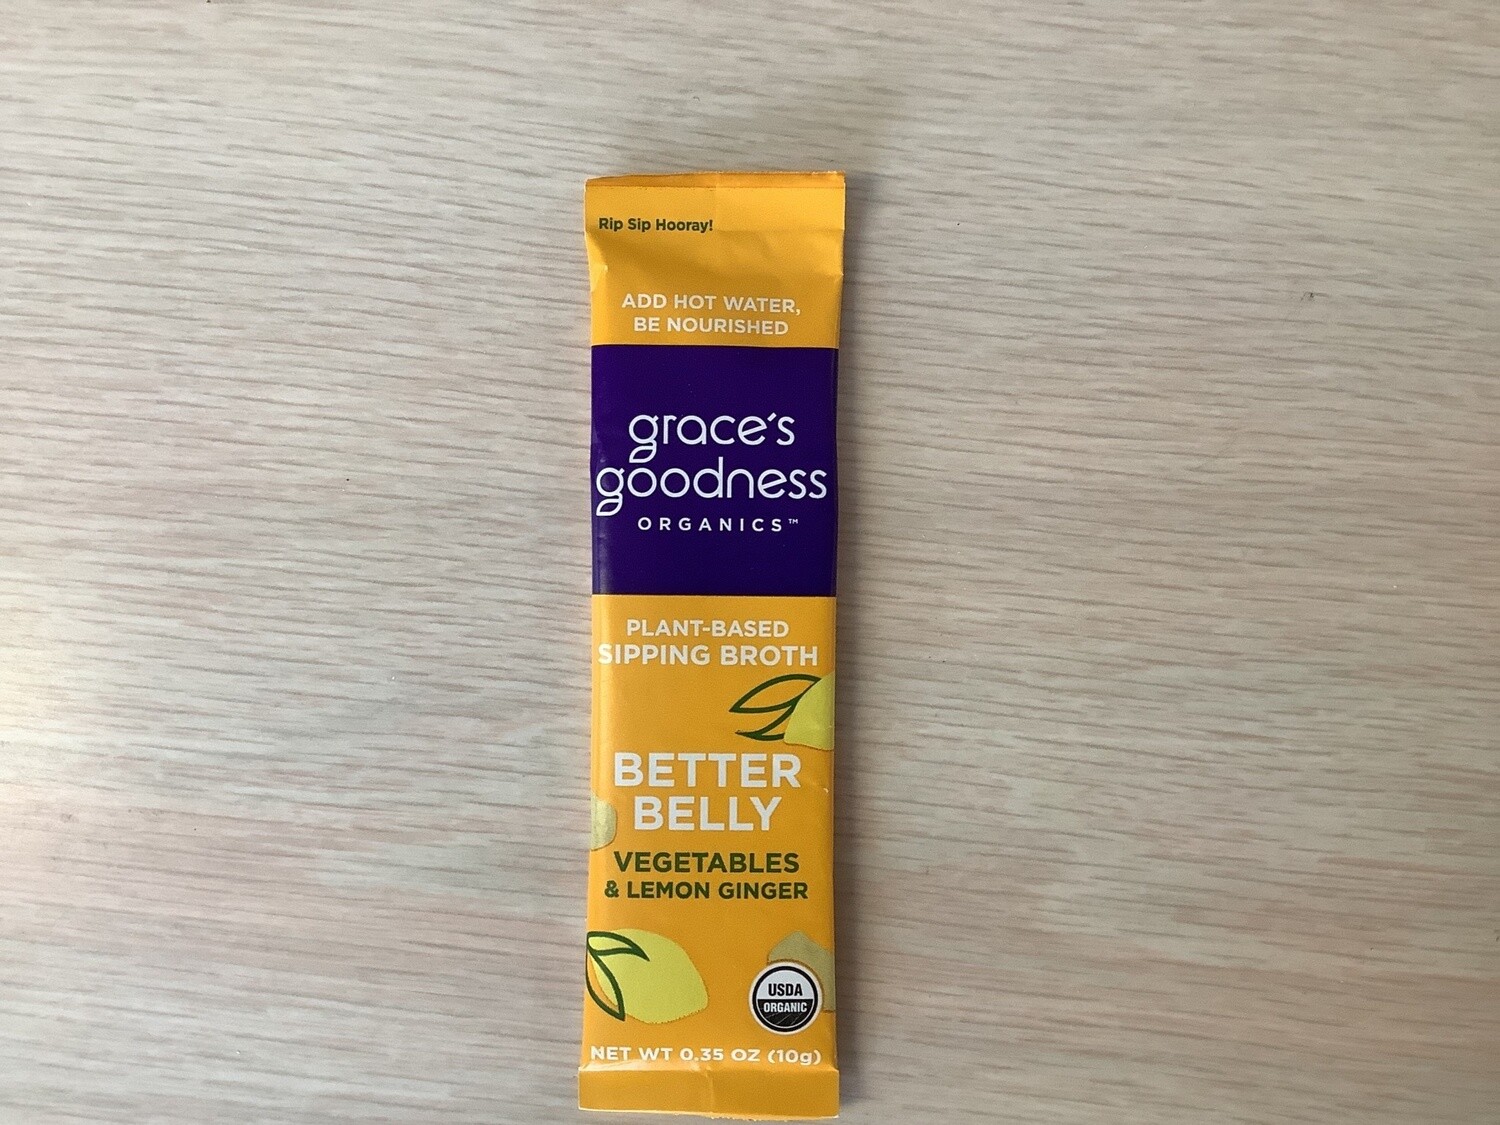 Rip Sip Hooray!
ADD HOT WATER,
BE NOURISHED
grace's
goodness
ORGANICS™
PLANT-BASED
SIPPING BROTH
BETTER
BELLY
VEGETABLES
& LEMON GINGER
USDA
ORGANIC
NET WT 0.35 OZ (10g)